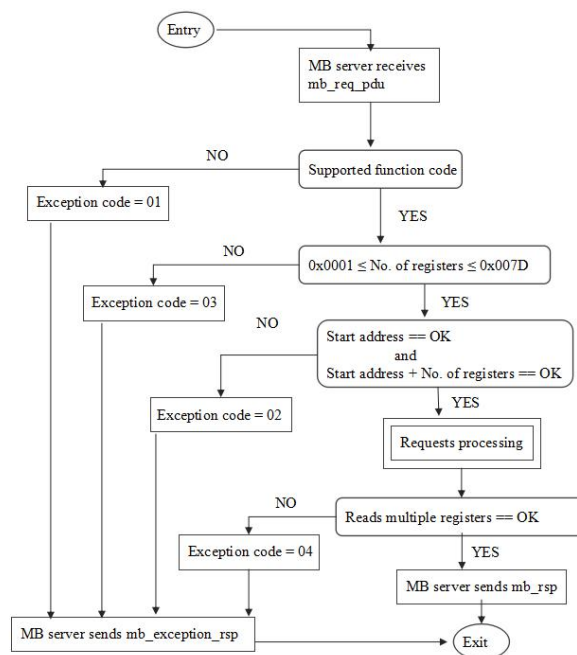 Entry
MB server receives
mb_req_pdu
NO
Supported function code
Exception code = 01
YES
NO
0x0001 ≤ No. of registers ≤ 0x007D
Exception code = 03
YES
NO
Start address == OK
and
Start address + No. of registers == OK
Exception code = 02
YES
Requests processing
NO
Reads multiple registers == OK
Exception code = 04
YES
MB server sends mb_rsp
MB server sends mb_exception_rsp
Exit